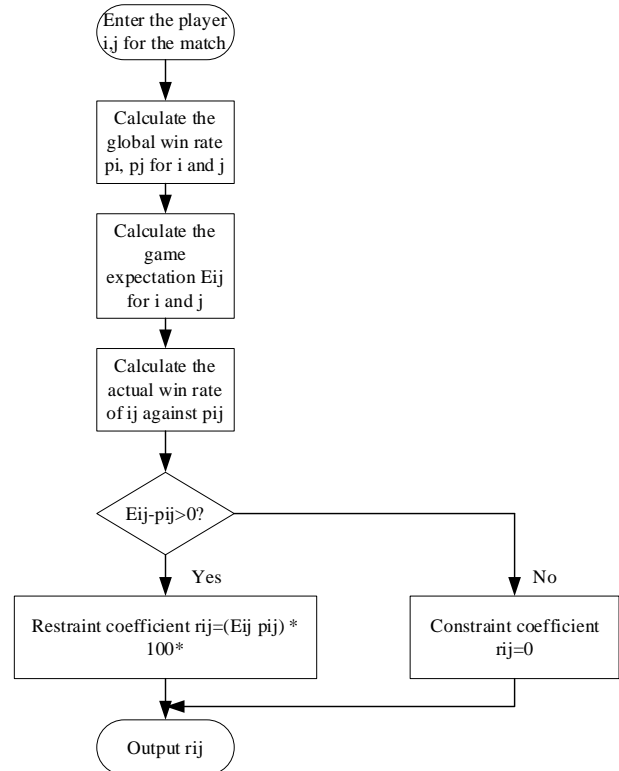 Enter the player
i,j for the match
Calculate the
global win rate
pi, pj for i and j
Calculate the
game
expectation Eij
for i and j
Calculate the
actual win rate
of ij against pij
Eij-pij>0?
Yes
No
Restraint coefficient rij=(Eij pij) *
100*
Constraint coefficient
rij=0
Output rij